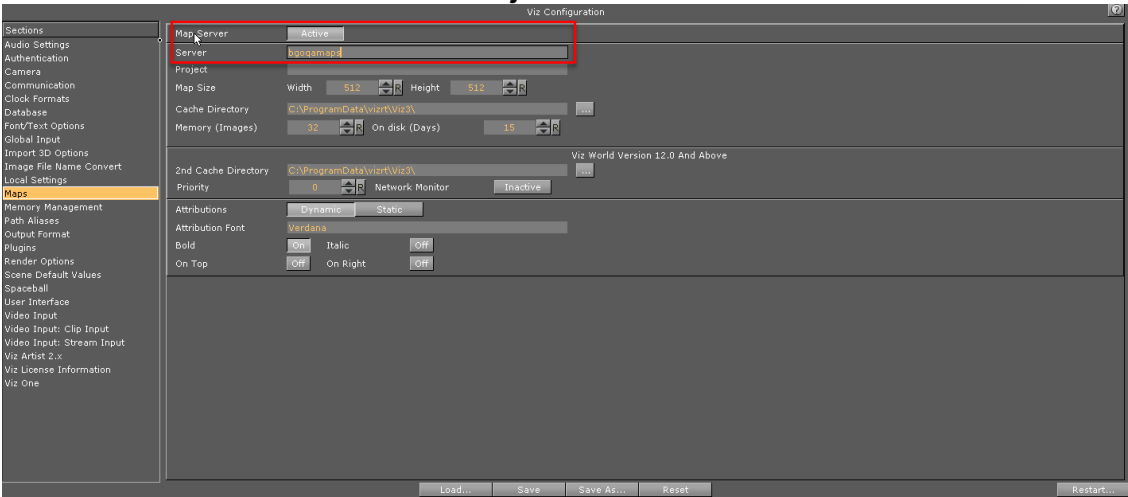 Viz Configuration
Sections
Audio Settings
Authentication
Camera
Communication
Clock Formats
Database
Font/Text Options
Global Input
Import 3D Options
Image File Name Convert
Local Settings
Maps
Memory Management
Path Aliases
Output Format
Plugins
Render Options
Scene Default Values
Spaceball
User Interface
Video Input
Video Input: Clip Input
Video Input: Stream Input
Viz Artist 2.x
Viz License Information
Viz One
Map Server Active
Server bgoqamaps
Project
Map Size Width 512 R Height 512 R
Cache Directory C:\ProgramData\vizrt\Viz3\ ...
Memory (Images) 32 R On disk (Days) 15 R
Viz World Version 12.0 And Above
2nd Cache Directory C:\ProgramData\vizrt\Viz3\ ...
Priority 0 R Network Monitor Inactive
Attributions Dynamic Static
Attribution Font Verdana
Bold On Italic Off
On Top Off On Right Off
Load... Save Save As... Reset Restart...